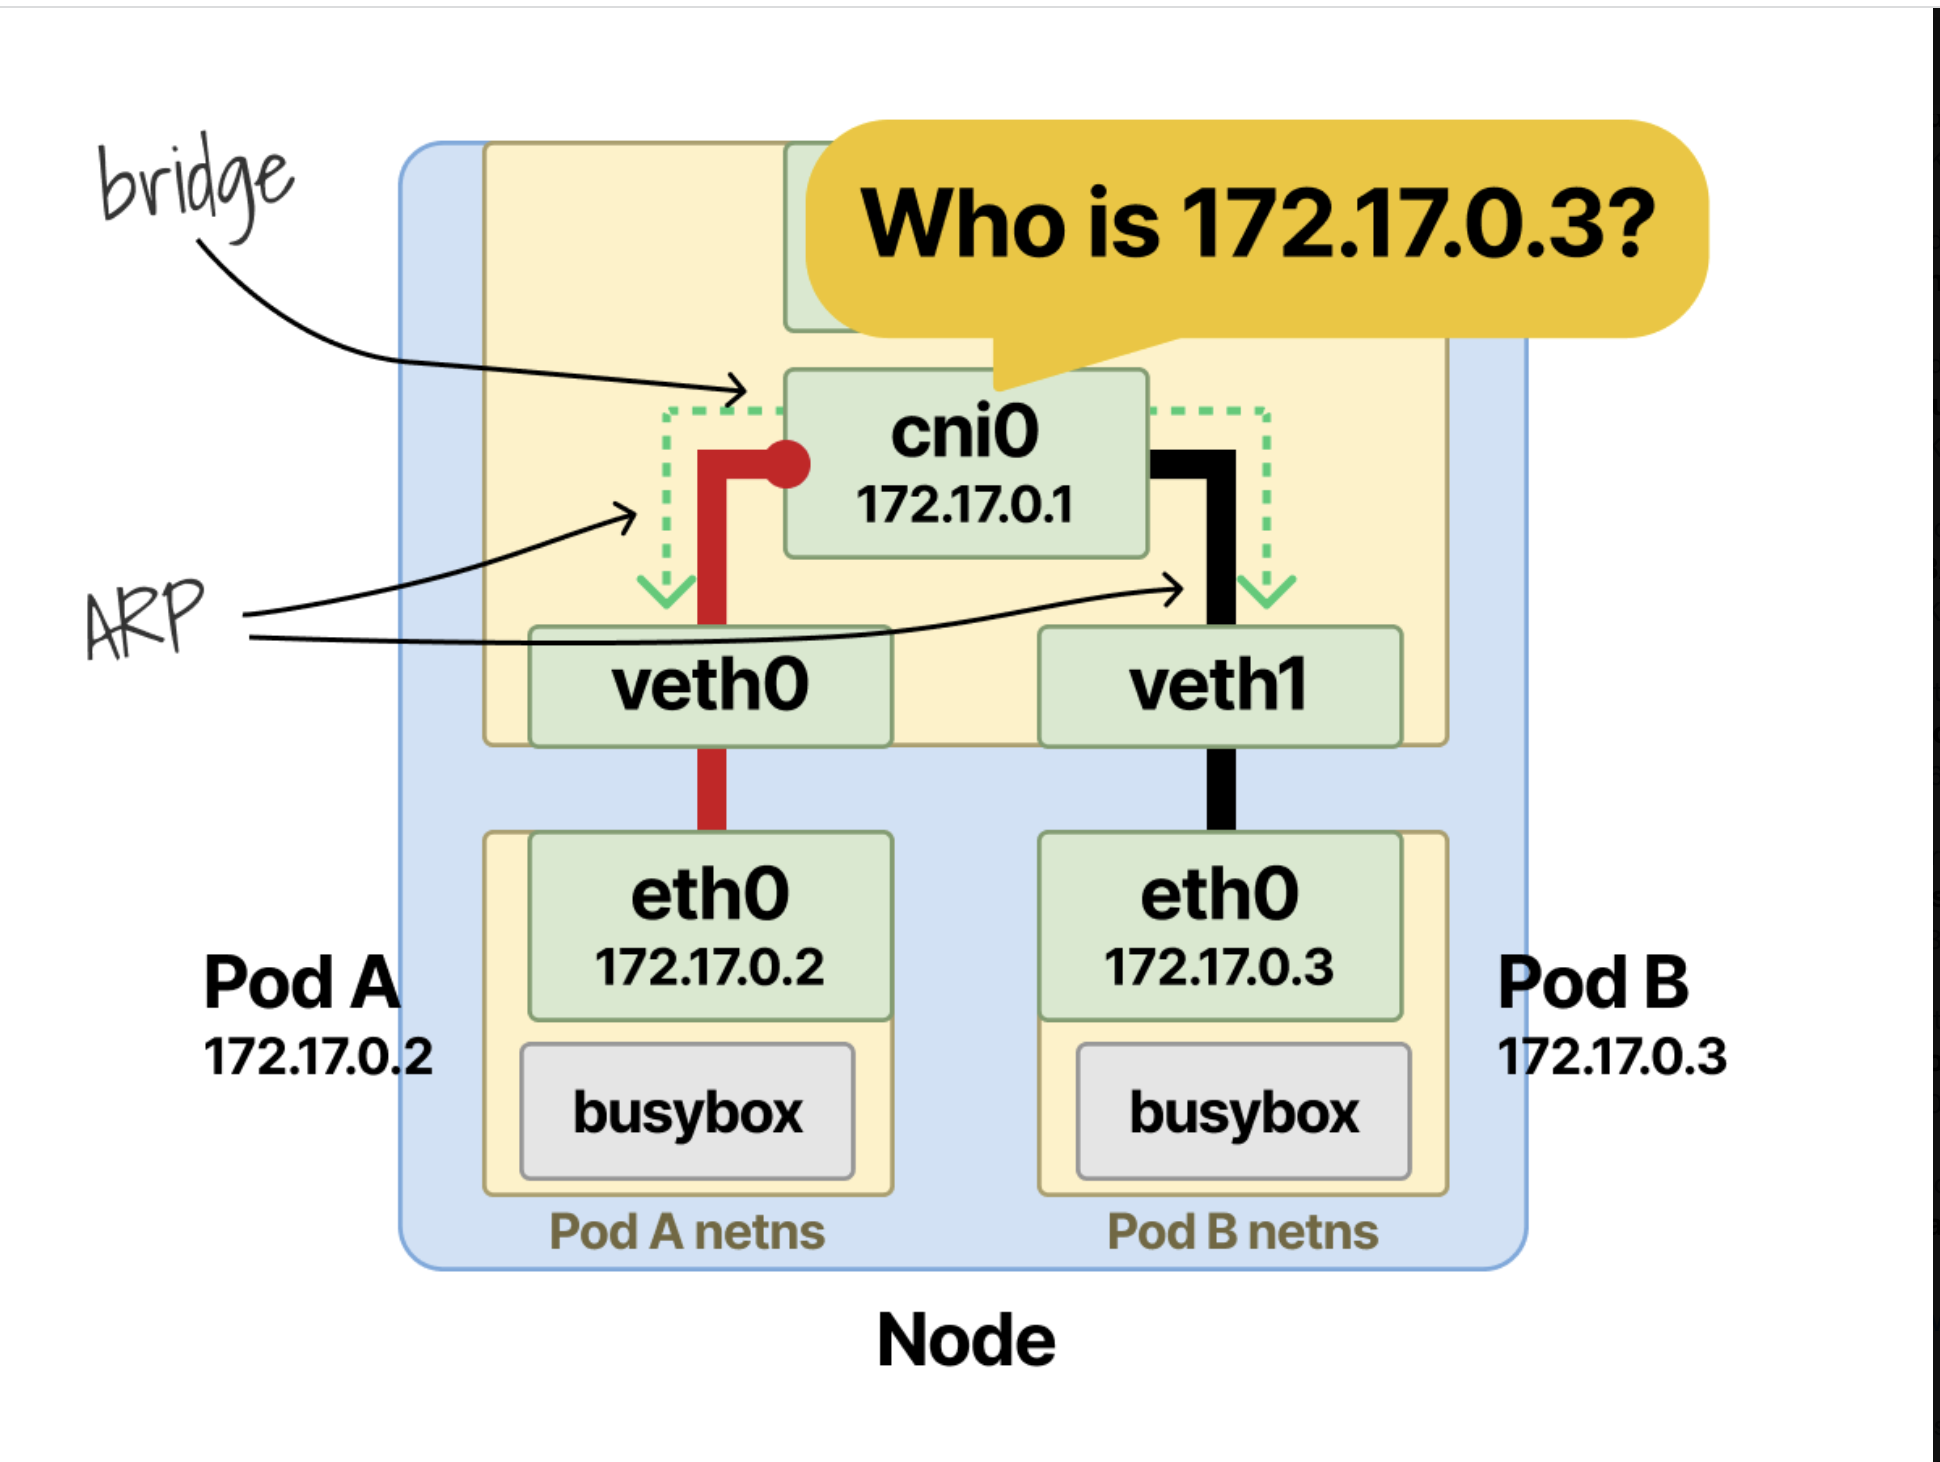 bridge
Who is 172.17.0.3?
cni0
172.17.0.1
ARP
veth0
veth1
eth0
172.17.0.2
eth0
172.17.0.3
Pod A
172.17.0.2
Pod B
172.17.0.3
busybox
busybox
Pod A netns
Pod B netns
Node